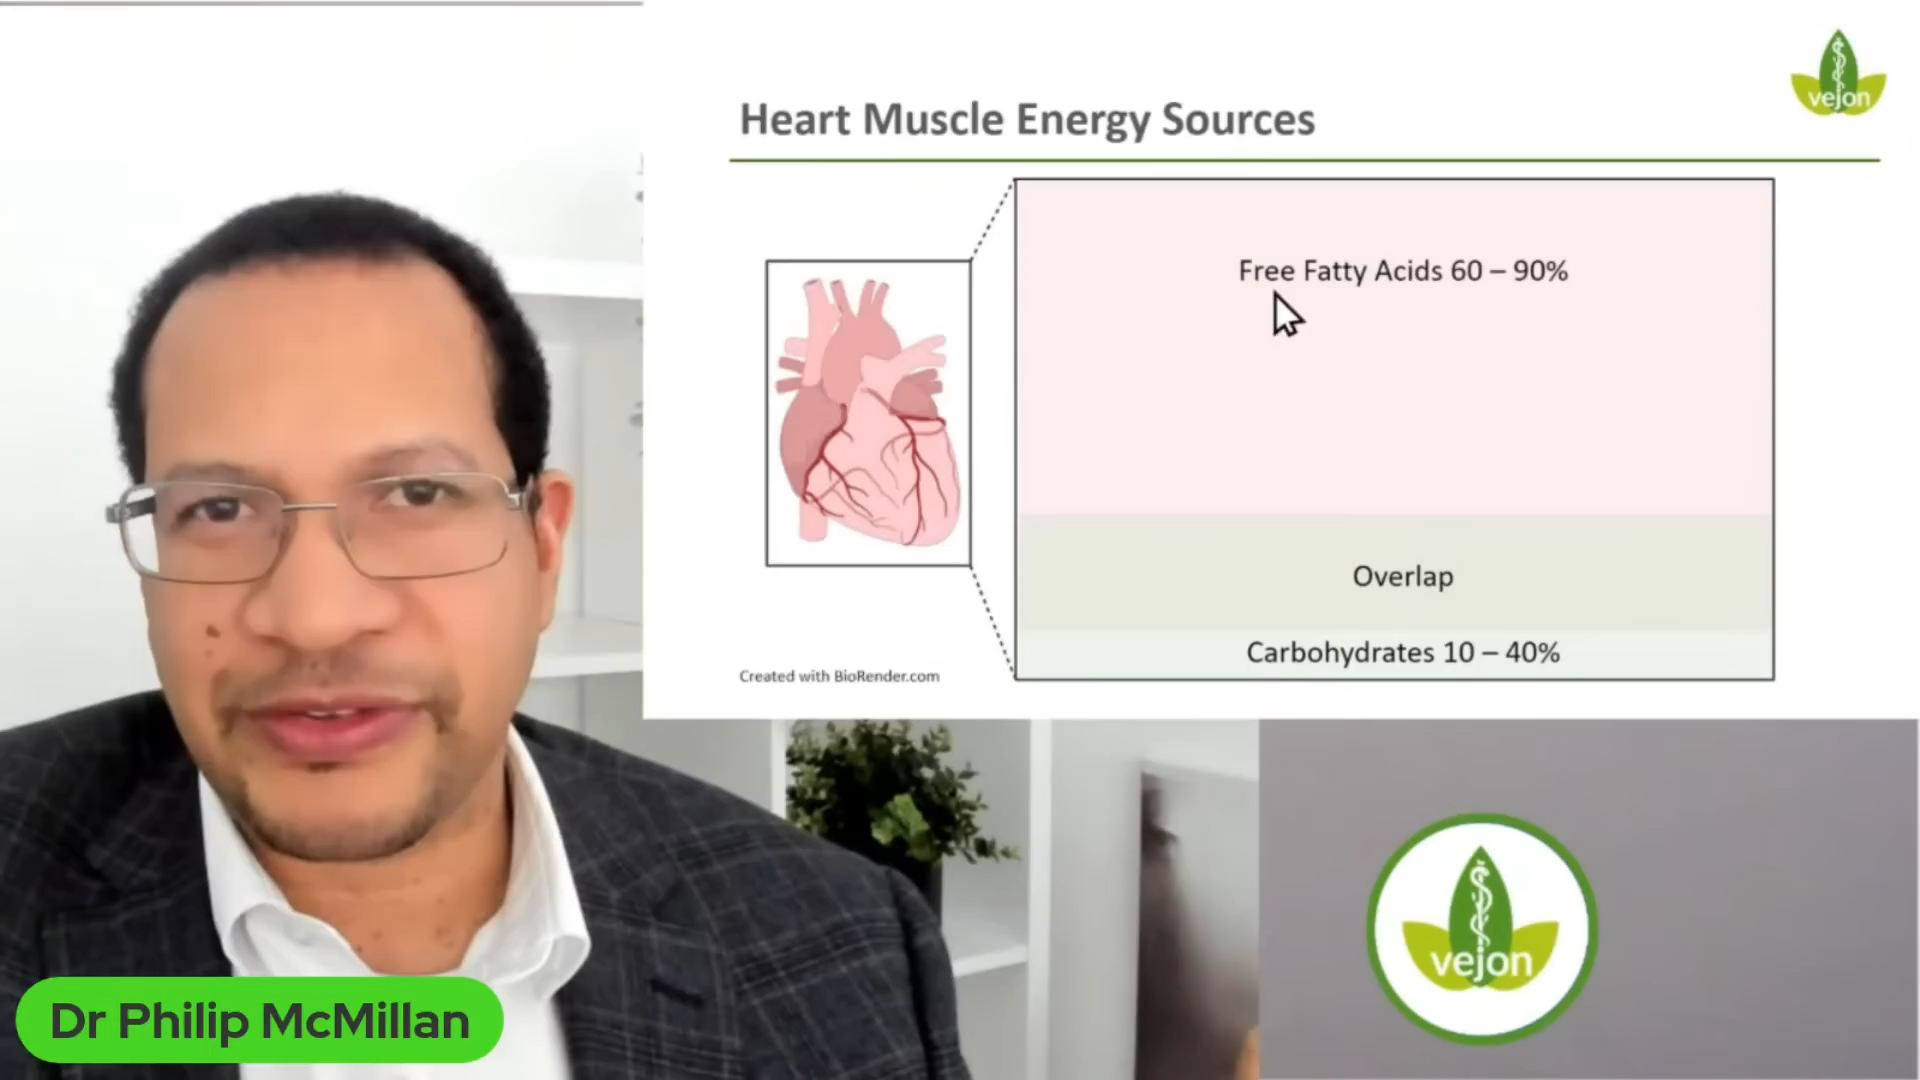 vejon
Heart Muscle Energy Sources
Free Fatty Acids 60 – 90%
Overlap
Carbohydrates 10 – 40%
Created with BioRender.com
vejon
Dr Philip McMillan